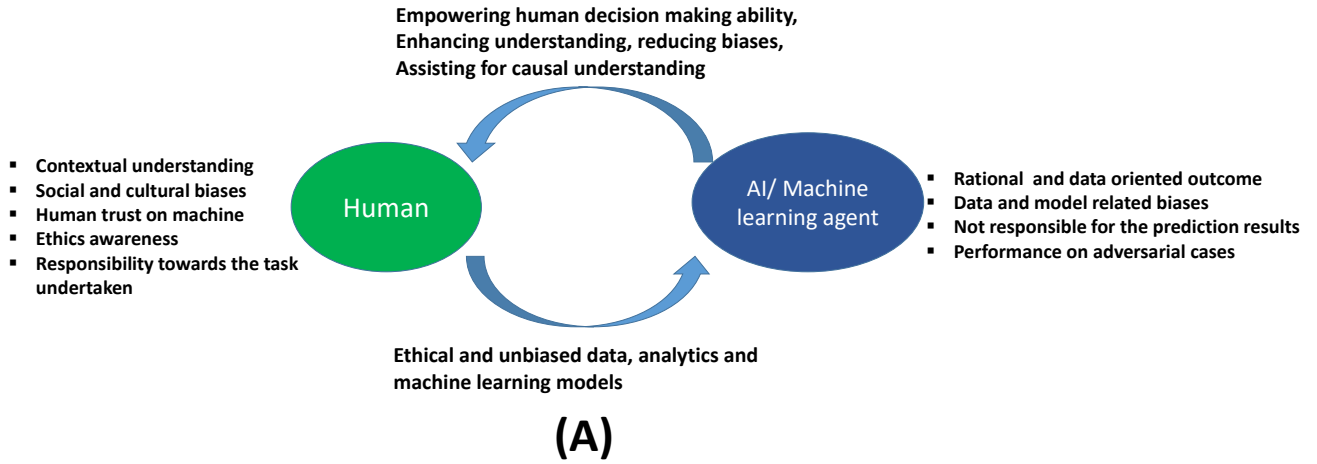 Empowering human decision making ability,
Enhancing understanding, reducing biases,
Assisting for causal understanding
▪ Contextual understanding
▪ Social and cultural biases
▪ Human trust on machine
▪ Ethics awareness
▪ Responsibility towards the task
undertaken
Human
AI/ Machine
learning agent
▪ Rational and data oriented outcome
▪ Data and model related biases
▪ Not responsible for the prediction results
▪ Performance on adversarial cases
Ethical and unbiased data, analytics and
machine learning models
(A)